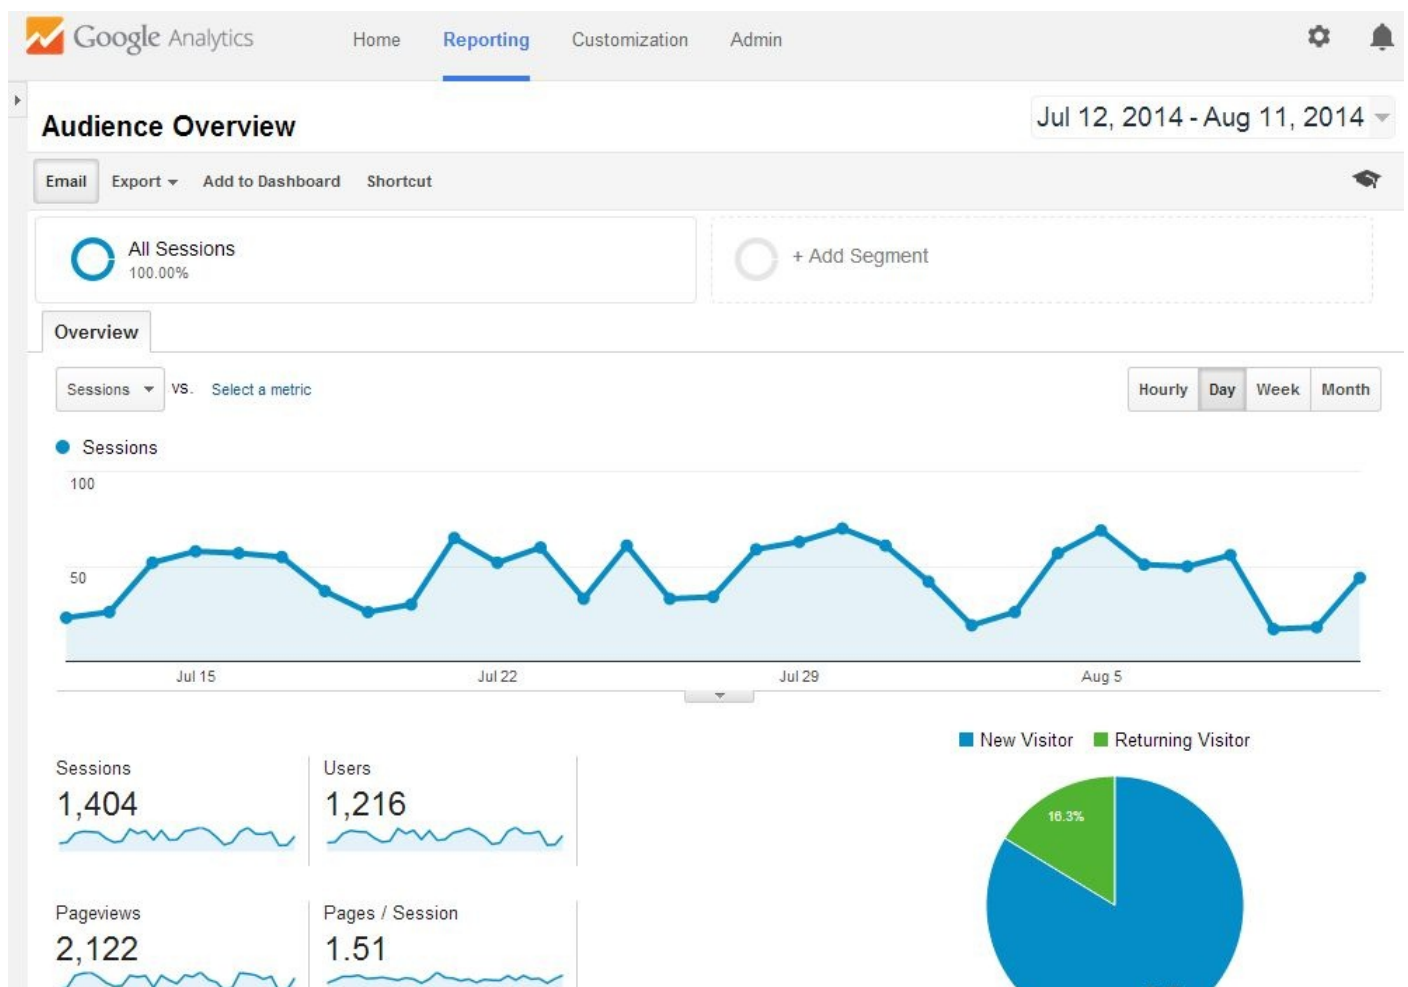 Google Analytics Home Reporting Customization Admin
Audience Overview
Jul 12, 2014 - Aug 11, 2014
Email Export Add to Dashboard Shortcut
All Sessions
100.00%
+ Add Segment
Overview
Sessions VS. Select a metric
Hourly Day Week Month
Sessions
100
50
Jul 15 Jul 22 Jul 29 Aug 5
New Visitor Returning Visitor
Sessions
1,404
Users
1,216
16.3%
Pageviews
2,122
Pages / Session
1.51